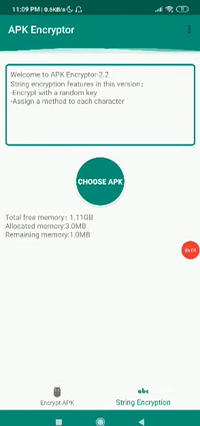 11:09 PM | 0.6KB/s
APK Encryptor
Welcome to APK Encryptor-2.2
String encryption features in this version:
-Encrypt with a random key
-Assign a method to each character
CHOOSE APK
Total free memory: 1.11GB
Allocated memory:3.0MB
Remaining memory:1.0MB
abc
Encrypt APK
String Encryption